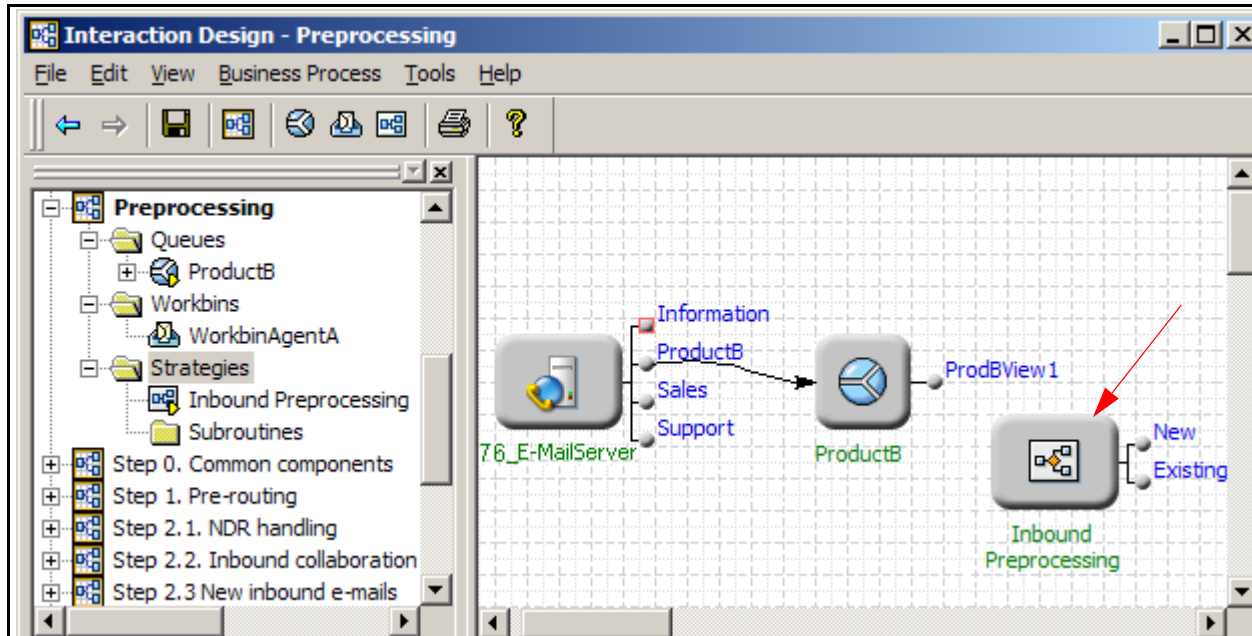 Interaction Design - Preprocessing
File Edit View Business Process Tools Help
Preprocessing
Queues
ProductB
Workbins
WorkbinAgentA
Strategies
Inbound Preprocessing
Subroutines
Step 0. Common components
Step 1. Pre-routing
Step 2.1. NDR handling
Step 2.2. Inbound collaboration
Step 2.3 New inbound e-mails
Information
ProductB
Sales
Support
76_E-MailServer
ProdBView1
ProductB
New
Existing
Inbound
Preprocessing